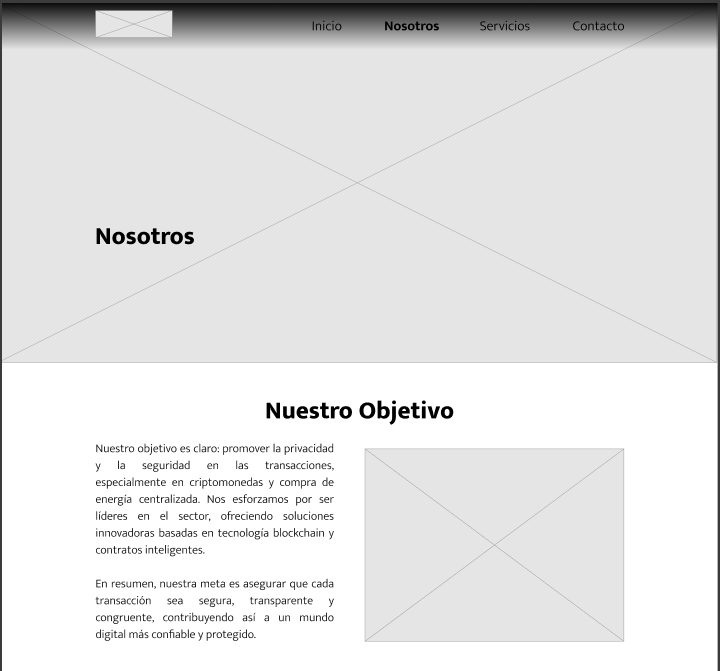 Inicio Nosotros Servicios Contacto
Nosotros
Nuestro Objetivo
Nuestro objetivo es claro: promover la privacidad
y la seguridad en las transacciones,
especialmente en criptomonedas y compra de
energía centralizada. Nos esforzamos por ser
líderes en el sector, ofreciendo soluciones
innovadoras basadas en tecnología blockchain y
contratos inteligentes.
En resumen, nuestra meta es asegurar que cada
transacción sea segura, transparente y
congruente, contribuyendo así a un mundo
digital más confiable y protegido.